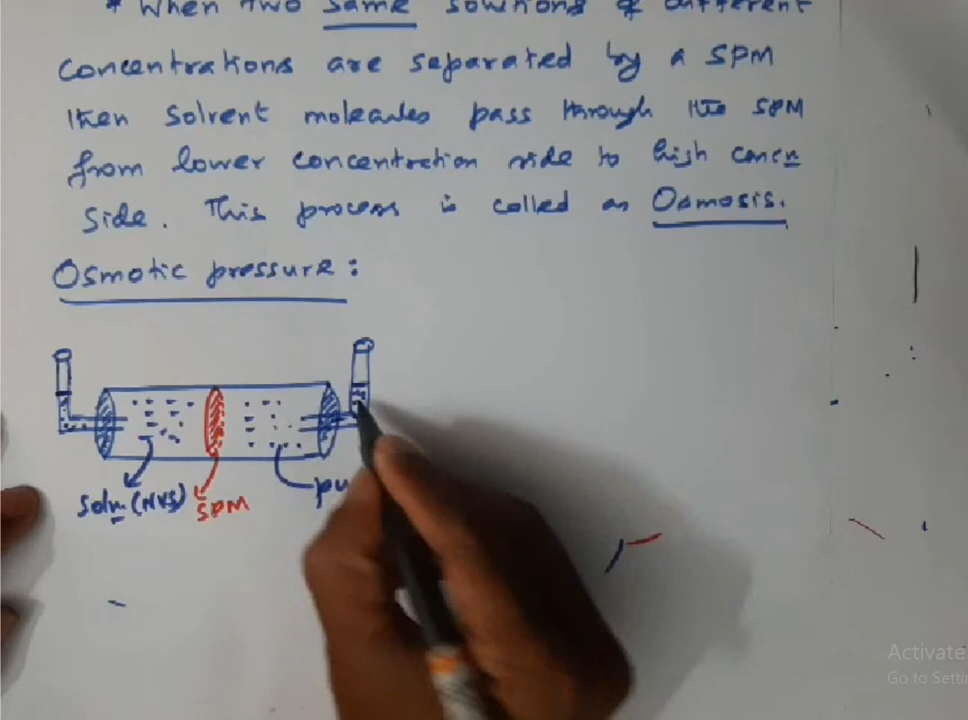 * When two same solutions of different
concentrations are separated by a SPM
then solvent molecules pass through the SPM
from lower concentration side to high concn
side. This process is called as Osmosis.
Osmotic pressure:
soln (NVS)
SPM
pu
Activate
Go to Settin